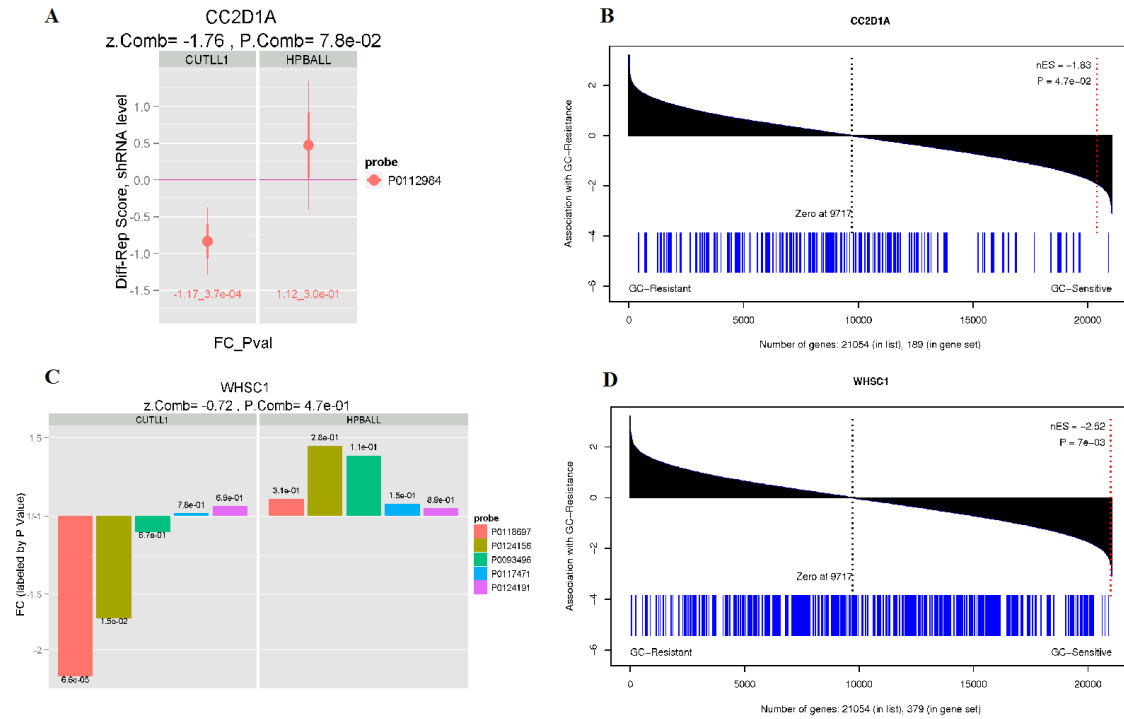 A
CC2D1A
z.Comb= -1.76 , P.Comb= 7.8e-02
CUTLL1
HPBALL
Diff-Rep Score, shRNA level
1.0
0.5
0.0
-0.5
-1.0
-1.5
-1.17_3.7e-04
1.12_3.0e-01
FC_Pval
probe
P0112984
B
CC2D1A
nES = -1.83
P = 4.7e-02
Association with GC-Resistance
2
0
-2
-4
-6
Zero at 9717
GC-Resistant
GC-Sensitive
0
5000
10000
15000
20000
Number of genes: 21054 (in list), 189 (in gene set)
C
WHSC1
z.Comb= -0.72 , P.Comb= 4.7e-01
CUTLL1
HPBALL
FC (labeled by P Value)
1.5
1/-1
-1.5
-2
6.6e-05
1.5e-02
6.7e-01
7.8e-01
6.9e-01
3.1e-01
2.8e-01
1.1e-01
1.5e-01
8.9e-01
probe
P0118697
P0124156
P0093496
P0117471
P0124191
D
WHSC1
nES = -2.52
P = 7e-03
Association with GC-Resistance
2
0
-2
-4
-6
Zero at 9717
GC-Resistant
GC-Sensitive
0
5000
10000
15000
20000
Number of genes: 21054 (in list), 379 (in gene set)